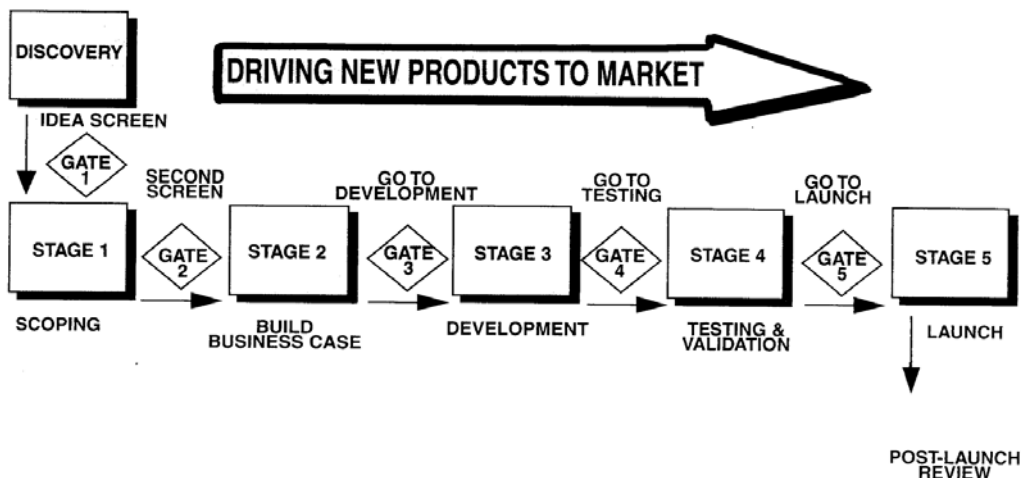 DISCOVERY
DRIVING NEW PRODUCTS TO MARKET
IDEA SCREEN
GATE
1
SECOND
SCREEN
GO TO
DEVELOPMENT
GO TO
TESTING
GO TO
LAUNCH
STAGE 1
GATE
2
STAGE 2
GATE
3
STAGE 3
GATE
4
STAGE 4
GATE
5
STAGE 5
SCOPING
BUILD
BUSINESS CASE
DEVELOPMENT
TESTING &
VALIDATION
LAUNCH
POST-LAUNCH
REVIEW